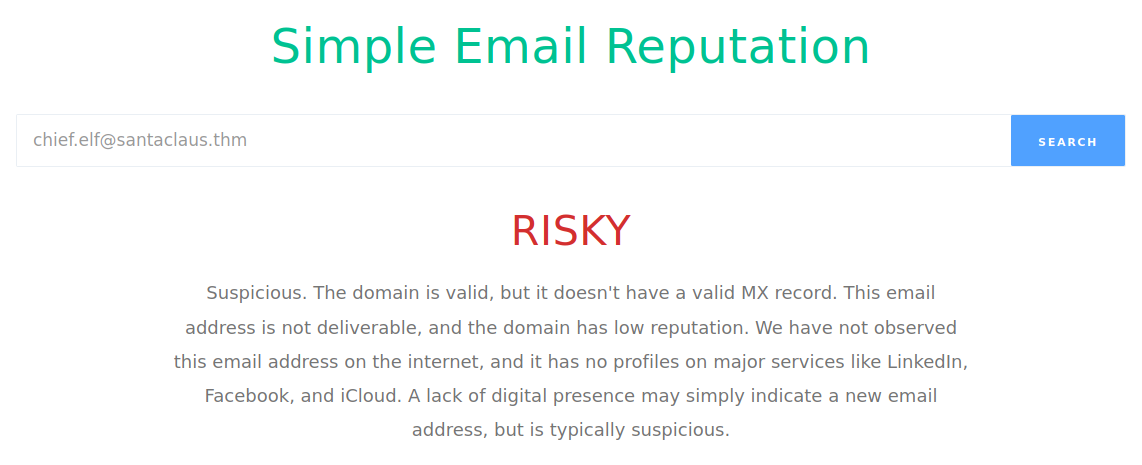 Simple Email Reputation
chief.elf@santaclaus.thm
SEARCH
RISKY
Suspicious. The domain is valid, but it doesn't have a valid MX record. This email
address is not deliverable, and the domain has low reputation. We have not observed
this email address on the internet, and it has no profiles on major services like LinkedIn,
Facebook, and iCloud. A lack of digital presence may simply indicate a new email
address, but is typically suspicious.